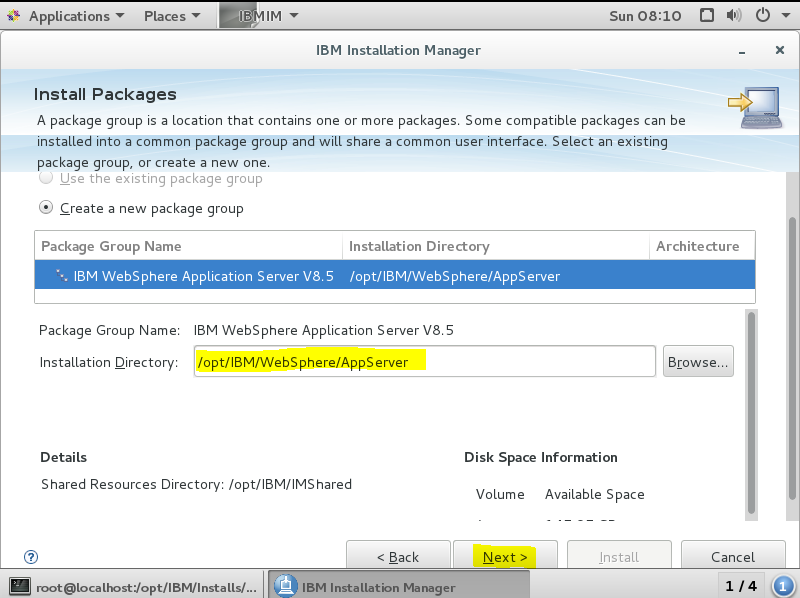 Applications Places IBMIM Sun 08:10
IBM Installation Manager
Install Packages
A package group is a location that contains one or more packages. Some compatible packages can be
installed into a common package group and will share a common user interface. Select an existing
package group, or create a new one.
Use the existing package group
Create a new package group
Package Group Name Installation Directory Architecture
IBM WebSphere Application Server V8.5 /opt/IBM/WebSphere/AppServer
Package Group Name: IBM WebSphere Application Server V8.5
Installation Directory: /opt/IBM/WebSphere/AppServer Browse...
Details Disk Space Information
Shared Resources Directory: /opt/IBM/IMShared
Volume Available Space
? < Back Next > Install Cancel
root@localhost:/opt/IBM/Installs/... IBM Installation Manager 1 / 4 1